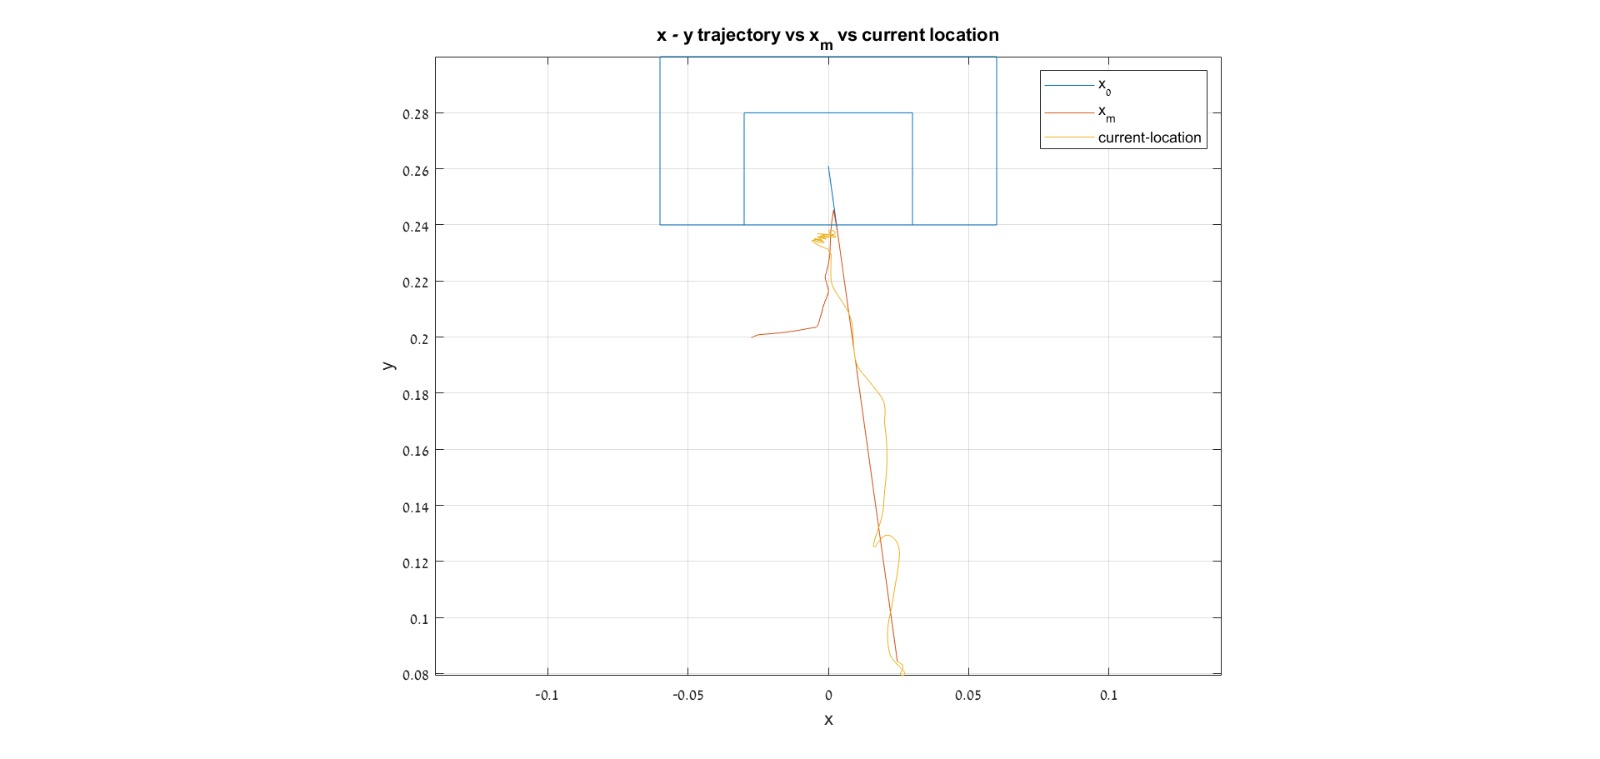 x - y trajectory vs x_m vs current location
x_0
x_m
current-location
0.28
0.26
0.24
0.22
0.2
0.18
0.16
0.14
0.12
0.1
0.08
y
-0.1
-0.05
0
0.05
0.1
x